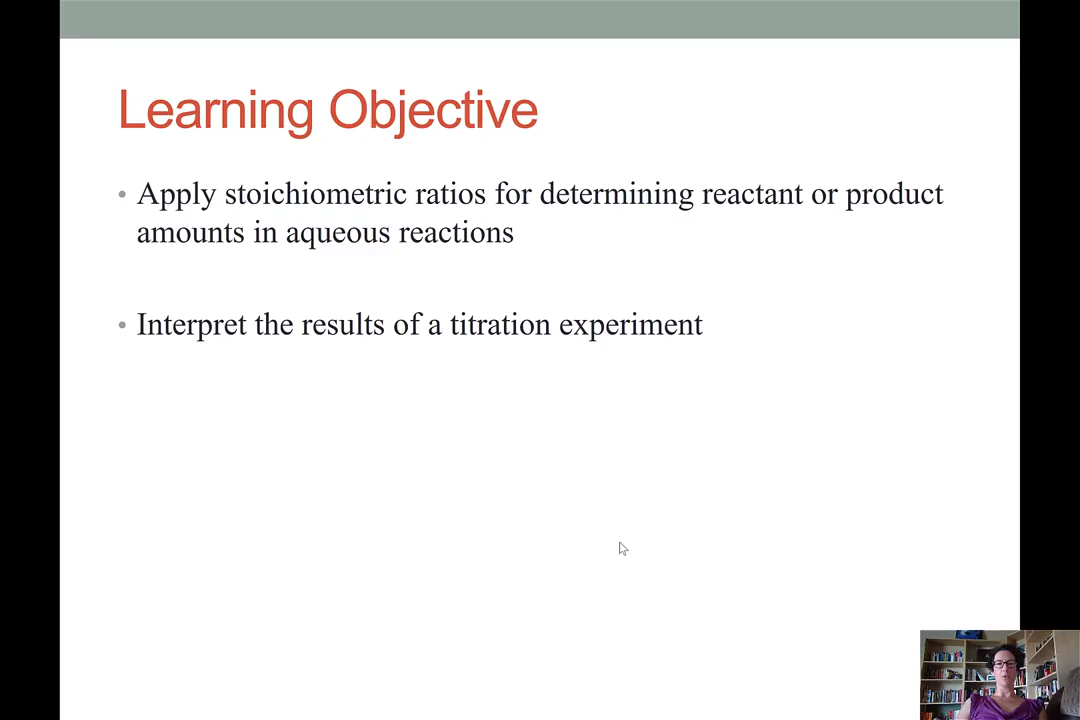 Learning Objective
• Apply stoichiometric ratios for determining reactant or product
amounts in aqueous reactions
• Interpret the results of a titration experiment